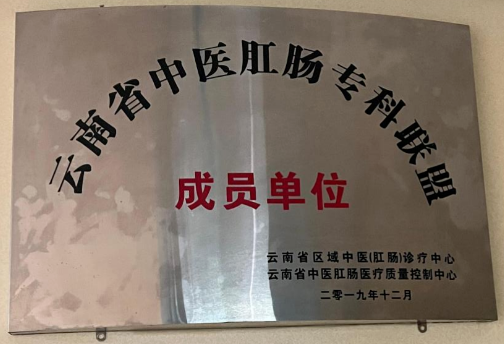 云南省中医肛肠专科联盟
成员单位
云南省区域中医(肛肠)诊疗中心
云南省中医肛肠医疗质量控制中心
二零一九年十二月